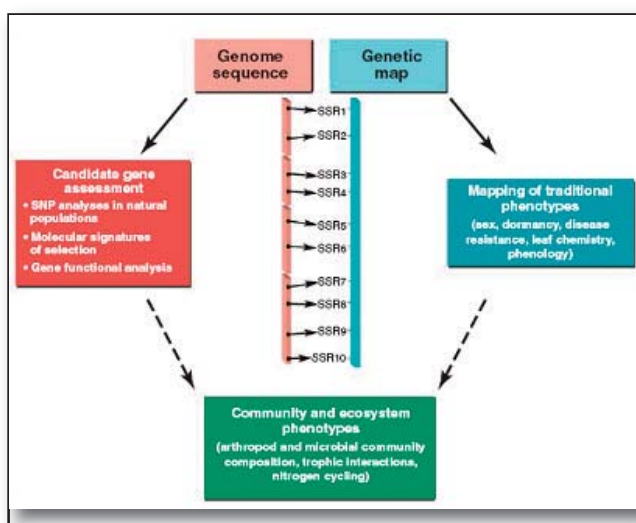 Genome
sequence
Genetic
map
SSR1
SSR2
SSR3
SSR4
SSR5
SSR6
SSR7
SSR8
SSR9
SSR10
Candidate gene
assessment
• SNP analyses in natural
populations
• Molecular signatures
of selection
• Gene functional analysis
Mapping of traditional
phenotypes
(sex, dormancy, disease
resistance, leaf chemistry,
phenology)
Community and ecosystem
phenotypes
(arthropod and microbial community
composition, trophic interactions,
nitrogen cycling)